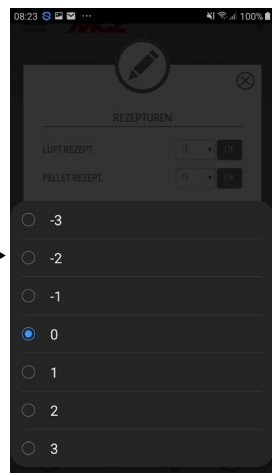 08:23 S ... 100%
MCZ
REZEPTUREN
LUFT REZEPT. 0 OK
PELLET REZEPT. 0 OK
-3
-2
-1
0
1
2
3